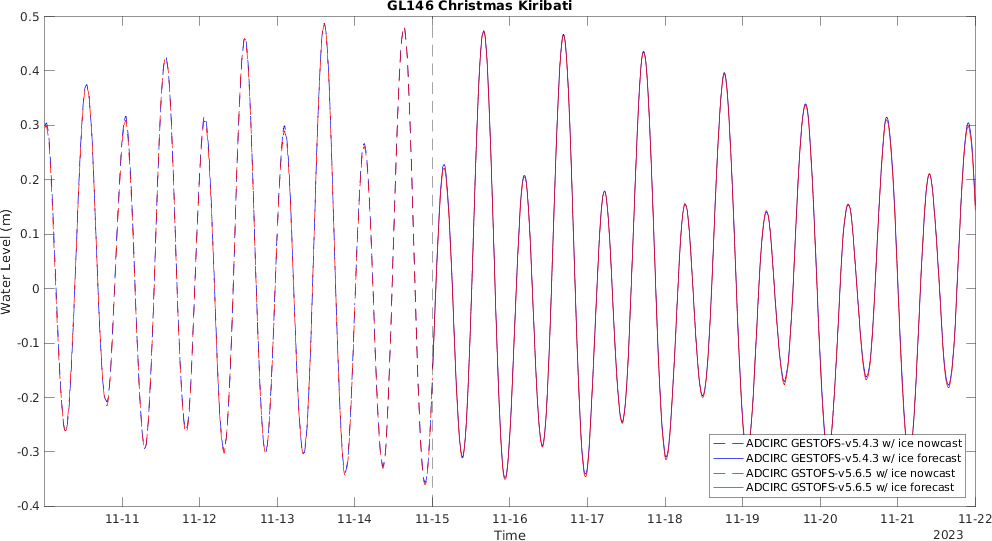 GL146 Christmas Kiribati
0.5
0.4
0.3
0.2
0.1
0
-0.1
-0.2
-0.3
-0.4
Water Level (m)
ADCIRC GESTOFS-v5.4.3 w/ ice nowcast
ADCIRC GESTOFS-v5.4.3 w/ ice forecast
ADCIRC GSTOFS-v5.6.5 w/ ice nowcast
ADCIRC GSTOFS-v5.6.5 w/ ice forecast
11-11 11-12 11-13 11-14 11-15 11-16 11-17 11-18 11-19 11-20 11-21 11-22
Time 2023